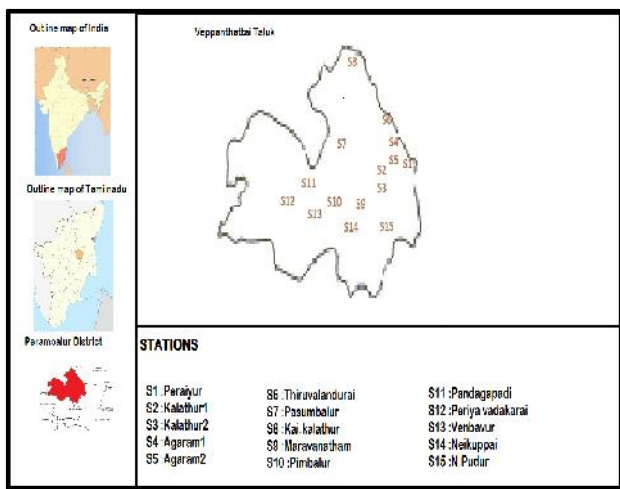 Outline map of India
Outline map of Taminadu
Perambalur District
Veppanthattai Taluk
S8
S6
S4
S7
S5
S1
S2
S11
S3
S12
S10
S9
S13
S14
S15
STATIONS
S1 :Peraiyur
S2 :Kalathur1
S3 :Kalathur2
S4 :Agaram1
S5 :Agaram2
S6 :Thiruvalandurai
S7 :Pasumbalur
S8 :Kai.kalathur
S9 :Maravanatham
S10 :Pimbalur
S11 :Pandagapadi
S12 :Periya vadakarai
S13 :Venbavur
S14 :Neikuppai
S15 :N.Pudur